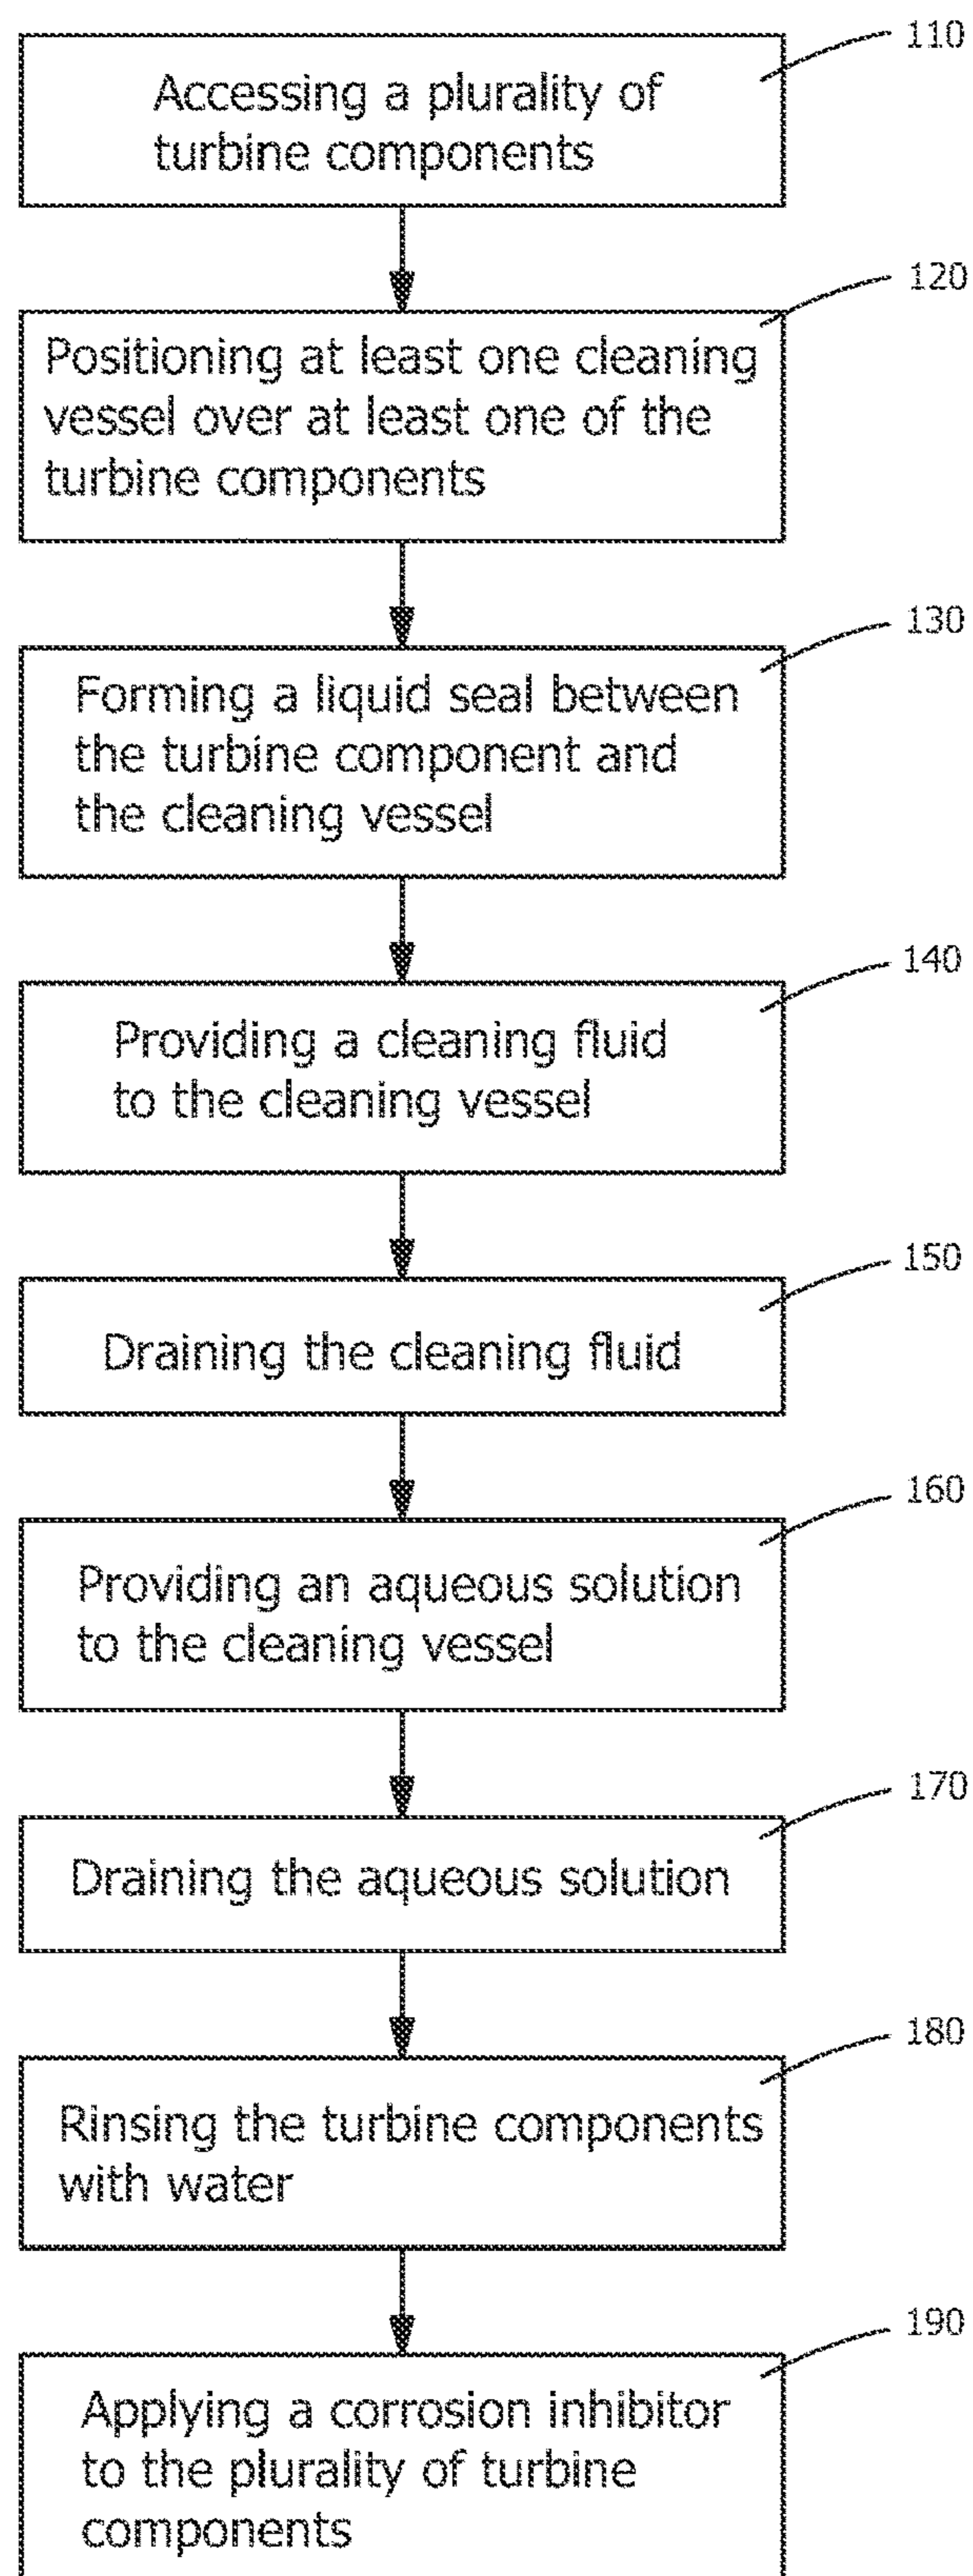 110
Accessing a plurality of
turbine components
120
Positioning at least one cleaning
vessel over at least one of the
turbine components
130
Forming a liquid seal between
the turbine component and
the cleaning vessel
140
Providing a cleaning fluid
to the cleaning vessel
150
Draining the cleaning fluid
160
Providing an aqueous solution
to the cleaning vessel
170
Draining the aqueous solution
180
Rinsing the turbine components
with water
190
Applying a corrosion inhibitor
to the plurality of turbine
components